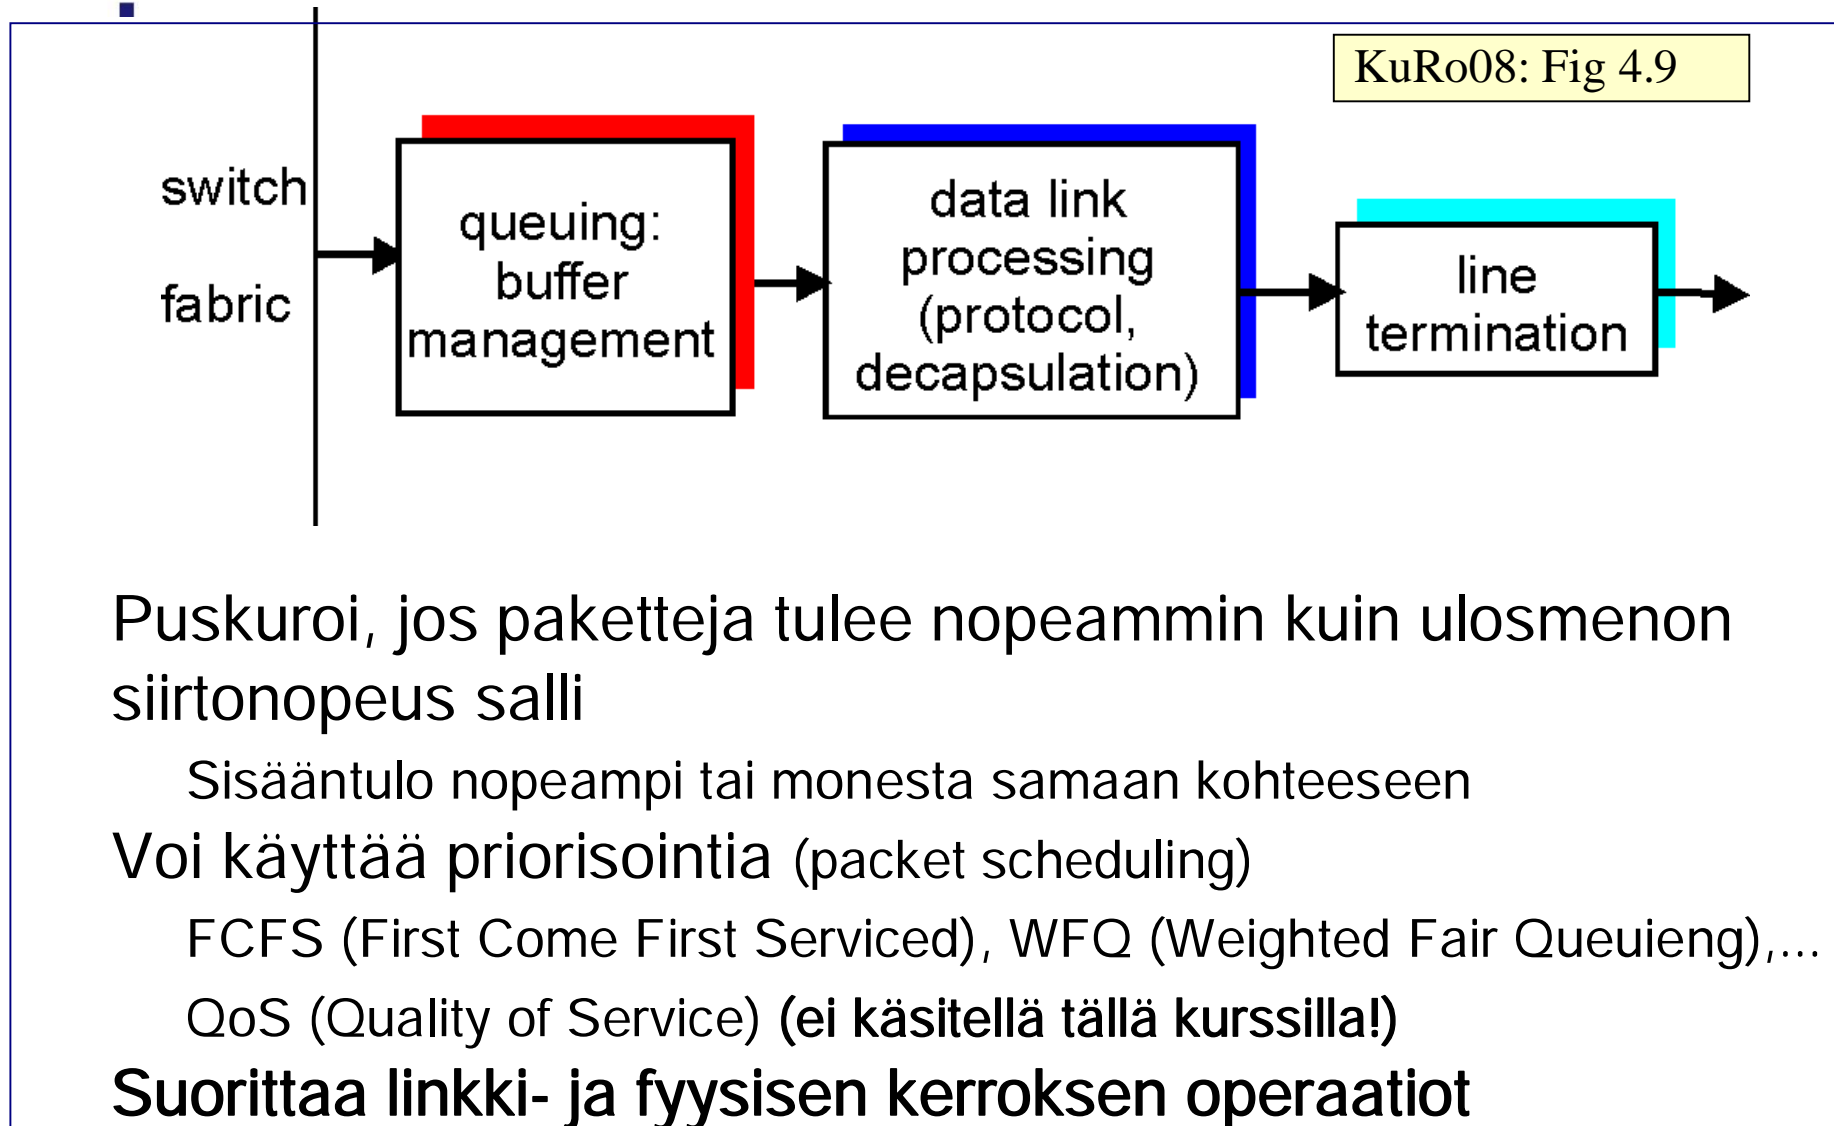 KuRo08: Fig 4.9
switch
fabric
queuing:
buffer
management
data link
processing
(protocol,
decapsulation)
line
termination
Puskuroi, jos paketteja tulee nopeammin kuin ulosmenon
siirtonopeus salli
Sisääntulo nopeampi tai monesta samaan kohteeseen
Voi käyttää priorisointia (packet scheduling)
FCFS (First Come First Serviced), WFQ (Weighted Fair Queuieng),...
QoS (Quality of Service) (ei käsitellä tällä kurssilla!)
Suorittaa linkki- ja fyysisen kerroksen operaatiot